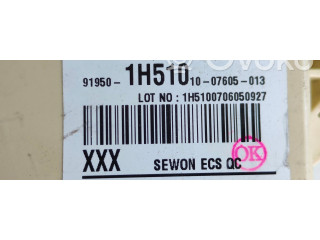 91950- 1H510 10-07605-013
LOT NO : 1H5100706050927
XXX SEWON ECS QC OK